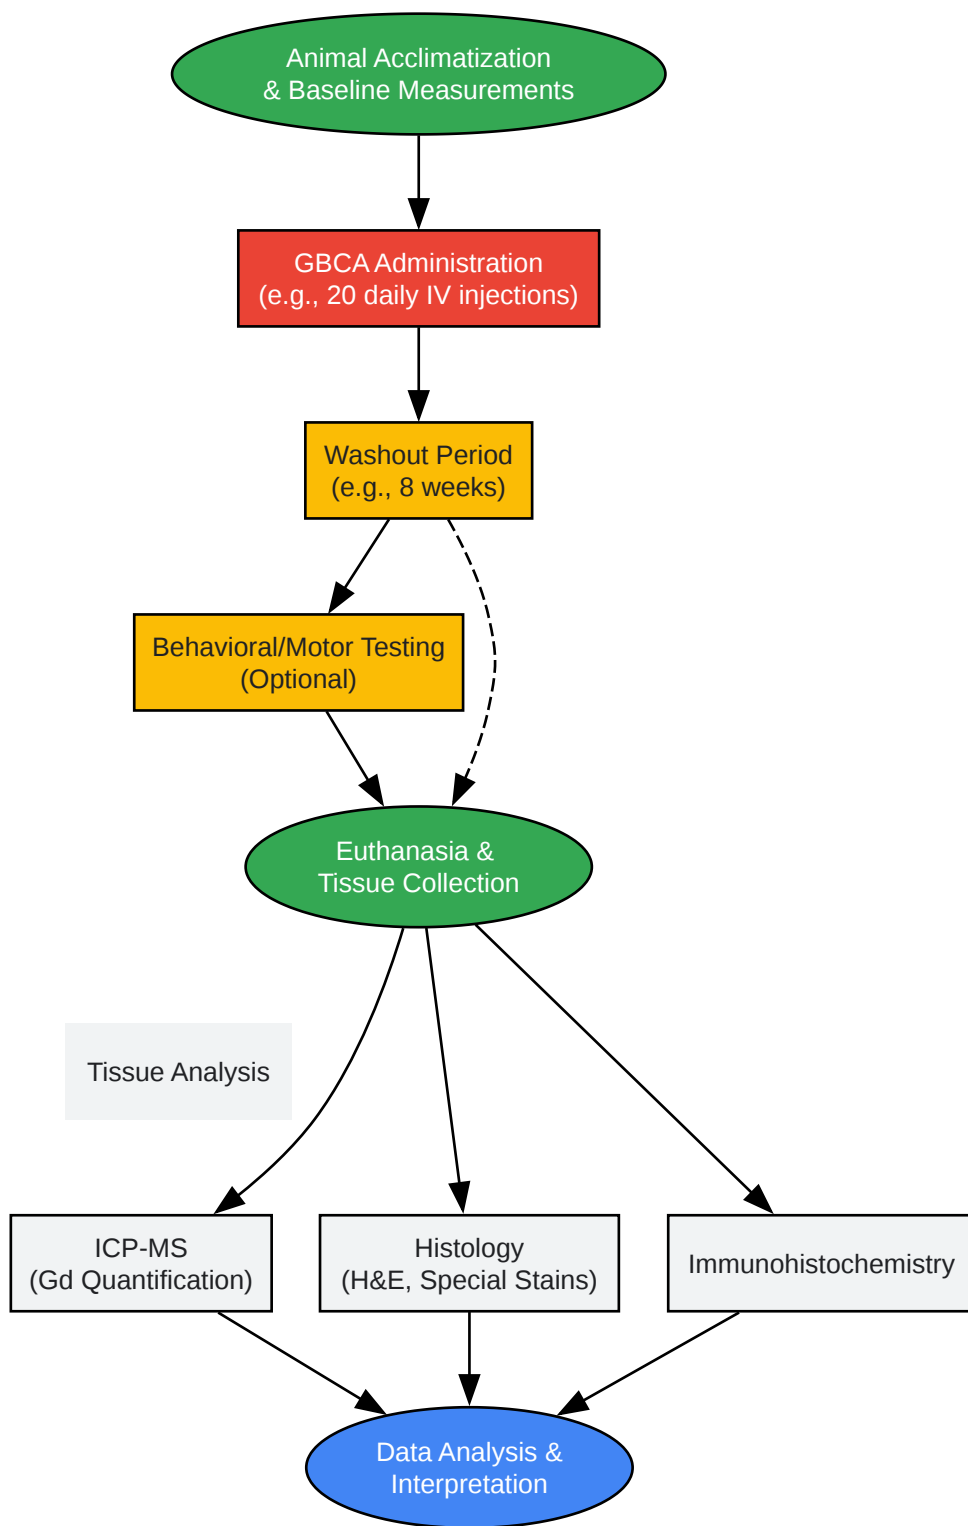 Animal Acclimatization
& Baseline Measurements
GBCA Administration
(e.g., 20 daily IV injections)
Washout Period
(e.g., 8 weeks)
Behavioral/Motor Testing
(Optional)
Euthanasia &
Tissue Collection
Tissue Analysis
ICP-MS
(Gd Quantification)
Histology
(H&E, Special Stains)
Immunohistochemistry
Data Analysis &
Interpretation